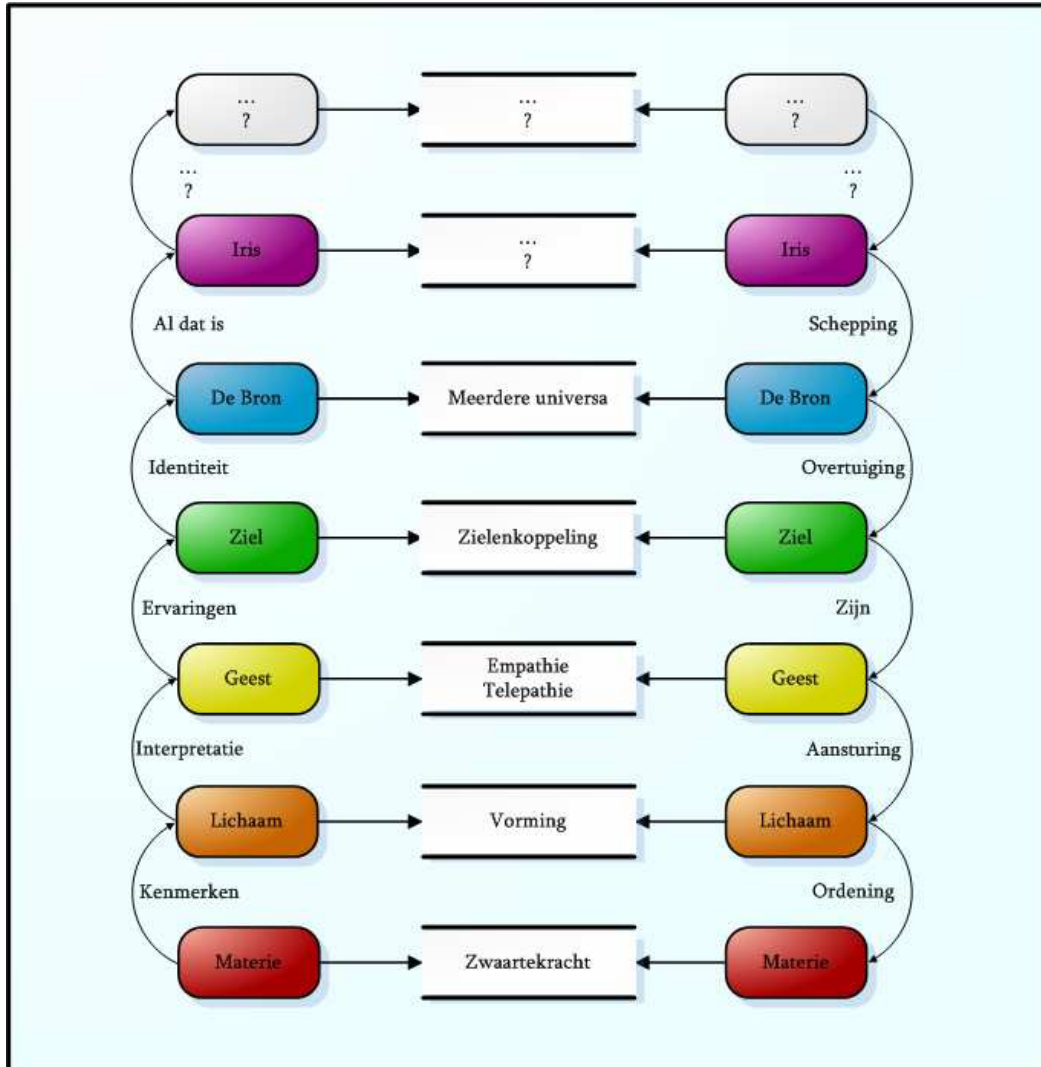 ...
?
...
?
...
?
...
?
...
?
Iris
...
?
Iris
Al dat is
Schepping
De Bron
Meerdere universa
De Bron
Identiteit
Overtuiging
Ziel
Zielenkoppeling
Ziel
Ervaringen
Zijn
Geest
Empathie
Telepathie
Geest
Interpretatie
Aansturing
Lichaam
Vorming
Lichaam
Kenmerken
Ordening
Materie
Zwaartekracht
Materie